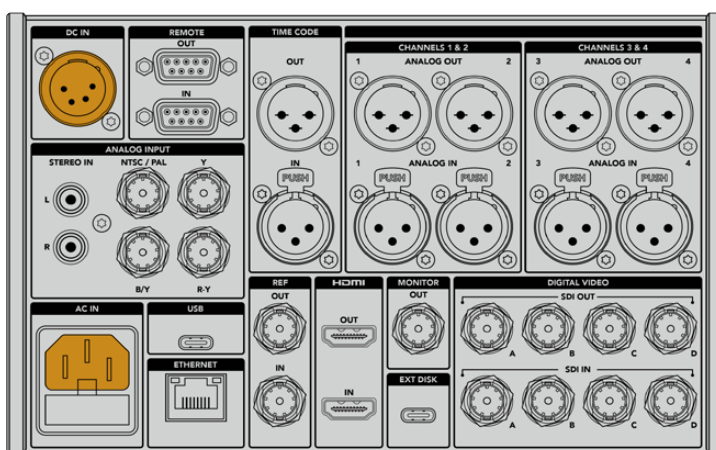 DC IN
REMOTE
OUT
IN
TIME CODE
OUT
IN
CHANNELS 1 & 2
1 ANALOG OUT 2
1 ANALOG IN 2
PUSH PUSH PUSH
CHANNELS 3 & 4
3 ANALOG OUT 4
3 ANALOG IN 4
PUSH PUSH
ANALOG INPUT
STEREO IN NTSC / PAL Y
L
R
B/Y R-Y
AC IN
USB
ETHERNET
REF
OUT
IN
HDMI
OUT
IN
MONITOR
OUT
EXT DISK
DIGITAL VIDEO
SDI OUT
A B C D
SDI IN
A B C D